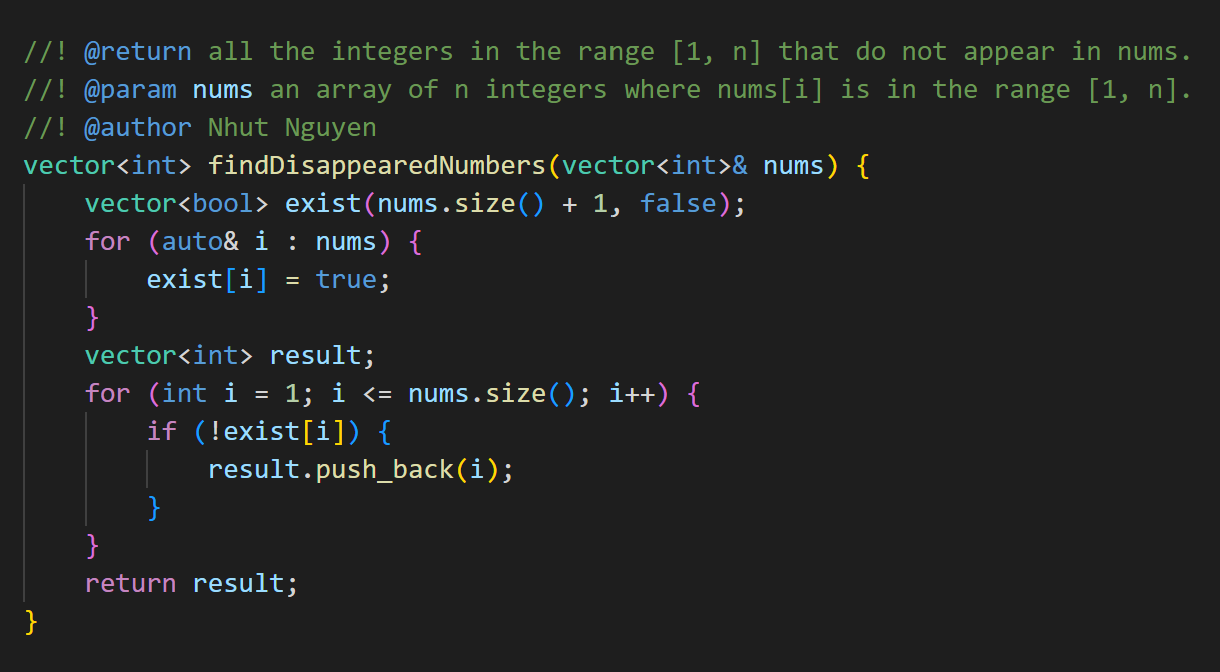 //! @return all the integers in the range [1, n] that do not appear in nums.
//! @param nums an array of n integers where nums[i] is in the range [1, n].
//! @author Nhut Nguyen
vector<int> findDisappearedNumbers(vector<int>& nums) {
    vector<bool> exist(nums.size() + 1, false);
    for (auto& i : nums) {
        exist[i] = true;
    }
    vector<int> result;
    for (int i = 1; i <= nums.size(); i++) {
        if (!exist[i]) {
            result.push_back(i);
        }
    }
    return result;
}